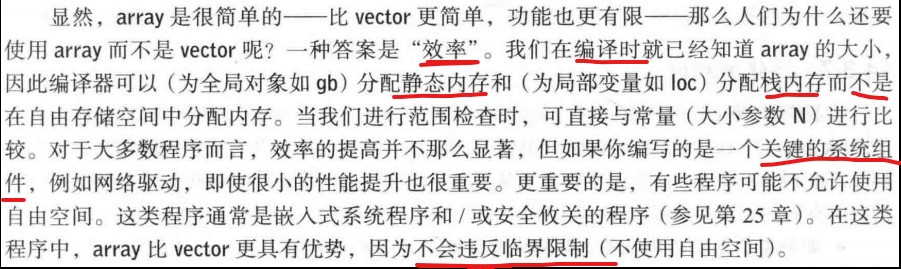 显然，array 是很简单的——比 vector 更简单，功能也更有限——那么人们为什么还要
使用 array 而不是 vector 呢？一种答案是“效率”。我们在编译时就已经知道 array 的大小，
因此编译器可以（为全局对象如 gb）分配静态内存和（为局部变量如 loc）分配栈内存而不是
在自由存储空间中分配内存。当我们进行范围检查时，可直接与常量（大小参数 N）进行比
较。对于大多数程序而言，效率的提高并不那么显著，但如果你编写的是一个关键的系统组
件，例如网络驱动，即使很小的性能提升也很重要。更重要的是，有些程序可能不允许使用
自由空间。这类程序通常是嵌入式系统程序和 / 或安全攸关的程序（参见第 25 章）。在这类
程序中，array 比 vector 更具有优势，因为不会违反临界限制（不使用自由空间）。